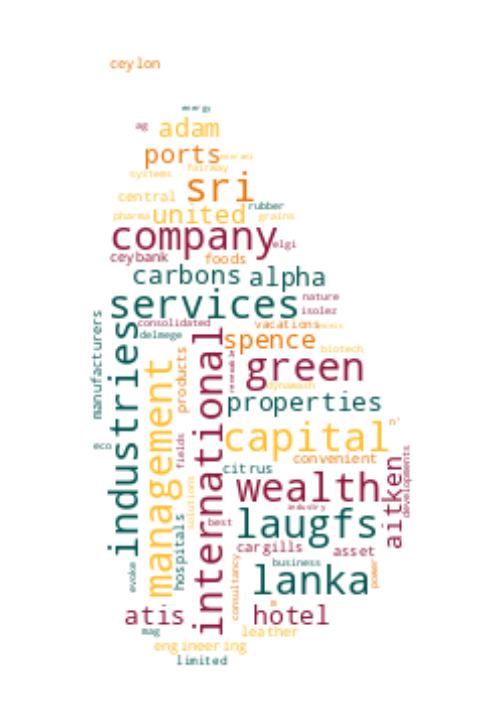 ceylon
energy
ag
adam
ports
systems
fairway
sri
central
rubber
pharma
united
grains
company
elgi
ceybank
foods
carbons
alpha
services
nature
isolez
consolidated
vacations
delmege
spence
manufacturers
industries
international
management
products
renewable
biotech
green
dynawash
properties
capital
n'
eco
fields
citrus
convenient
wealth
aitken
developments
solutions
best
industry
laugfs
hospitals
cargills
asset
evoke
consultancy
business
power
lanka
atis
hotel
mag
leather
engineering
limited